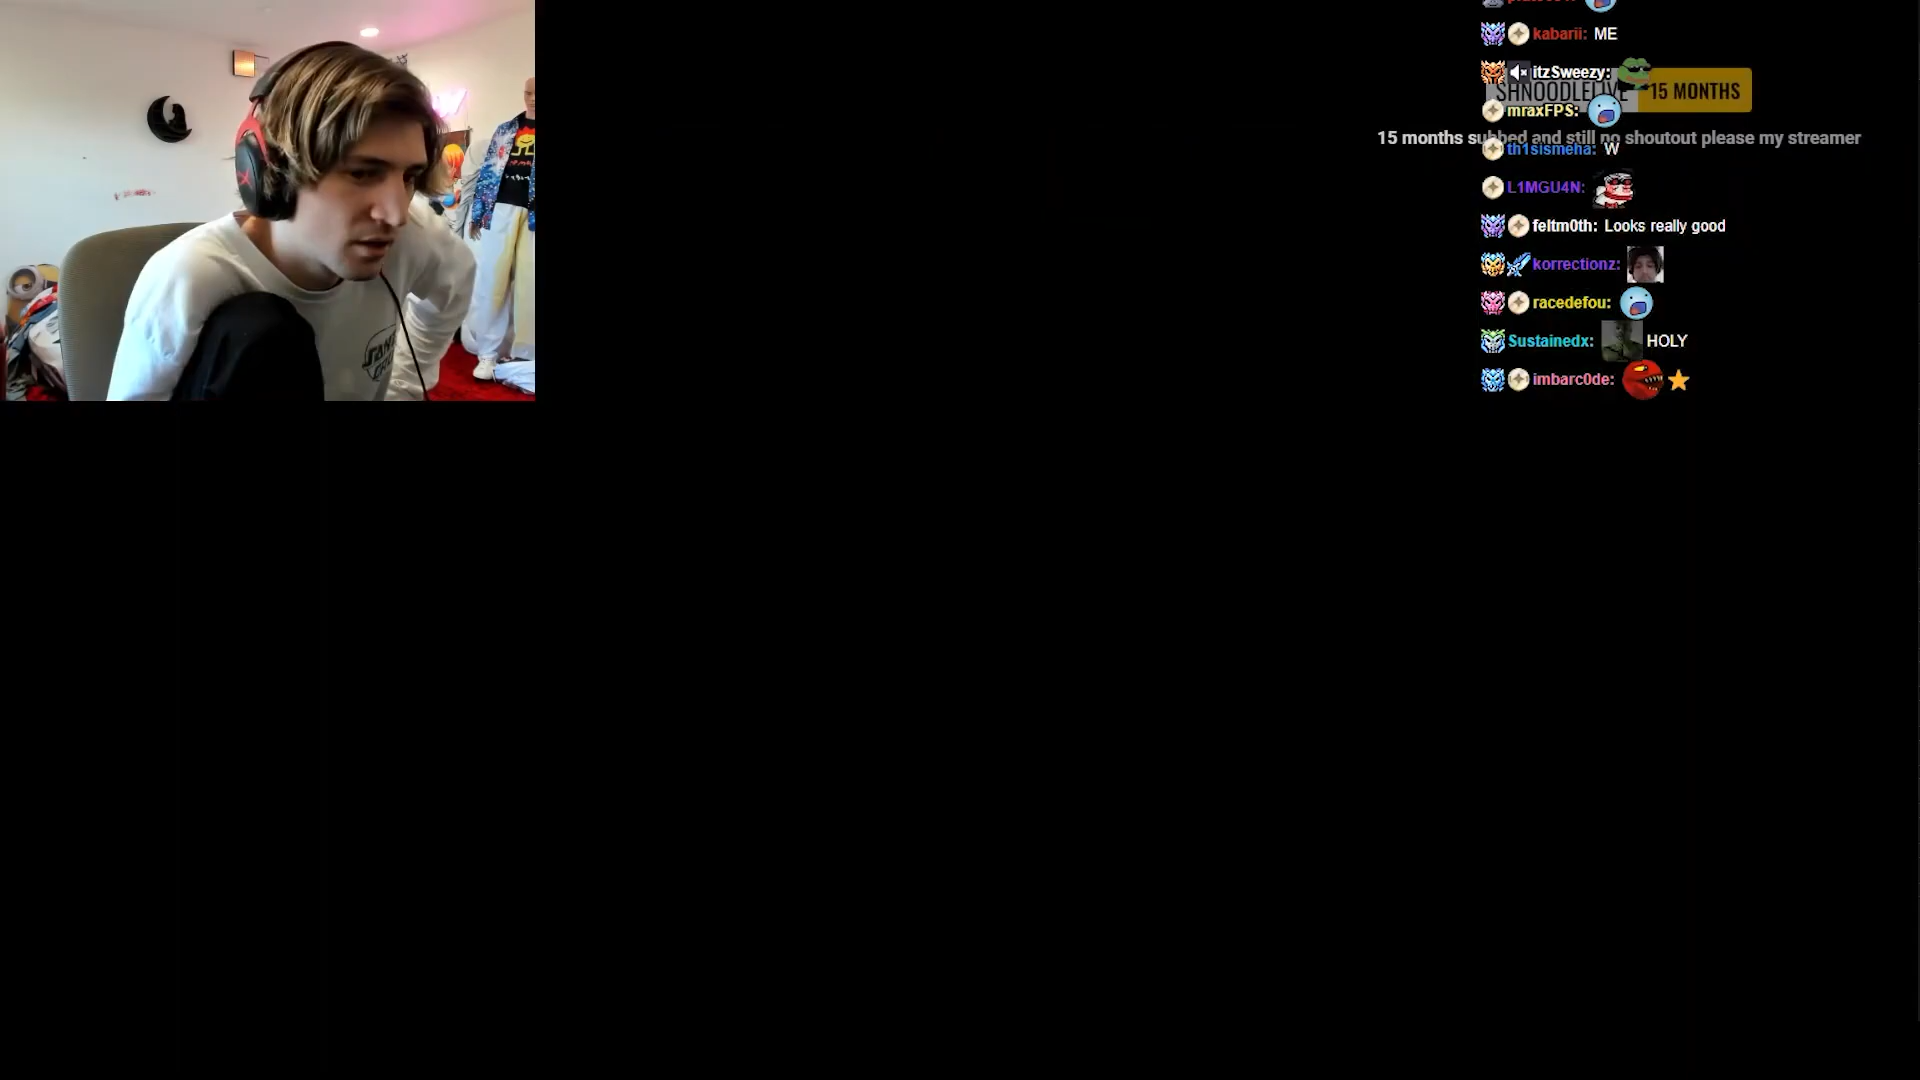 kabarii: ME
itzSweezy:
SHNOODLELIVE 15 MONTHS
mraxFPS:
15 months subbed and still no shoutout please my streamer
th1sismeha: W
L1MGU4N:
feltm0th: Looks really good
korrectionz:
racedefou:
Sustainedx: HOLY
imbarc0de: